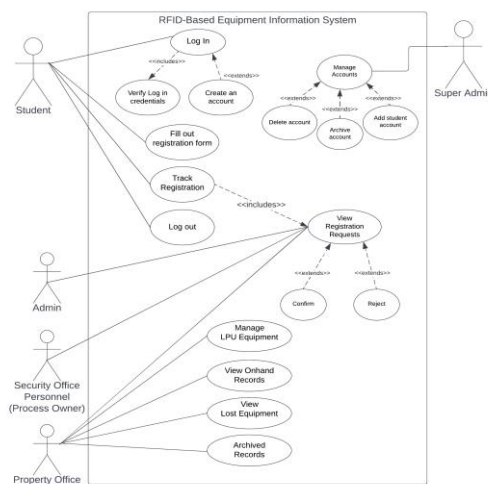 RFID-Based Equipment Information System
Log In
<<includes>>
<<extends>>
Verify Log in
credentials
Create an
account
Student
Manage
Accounts
Super Admi
<<extends>>
<<extends>>
<<extends>>
Delete account
Archive
account
Add student
account
Fill out
registration form
Track
Registration
<<includes>>
Log out
View
Registration
Requests
<<extends>>
<<extends>>
Confirm
Reject
Admin
Manage
LPU Equipment
Security Office
Personnel
(Process Owner)
View Onhand
Records
View
Lost Equipment
Archived
Records
Property Office